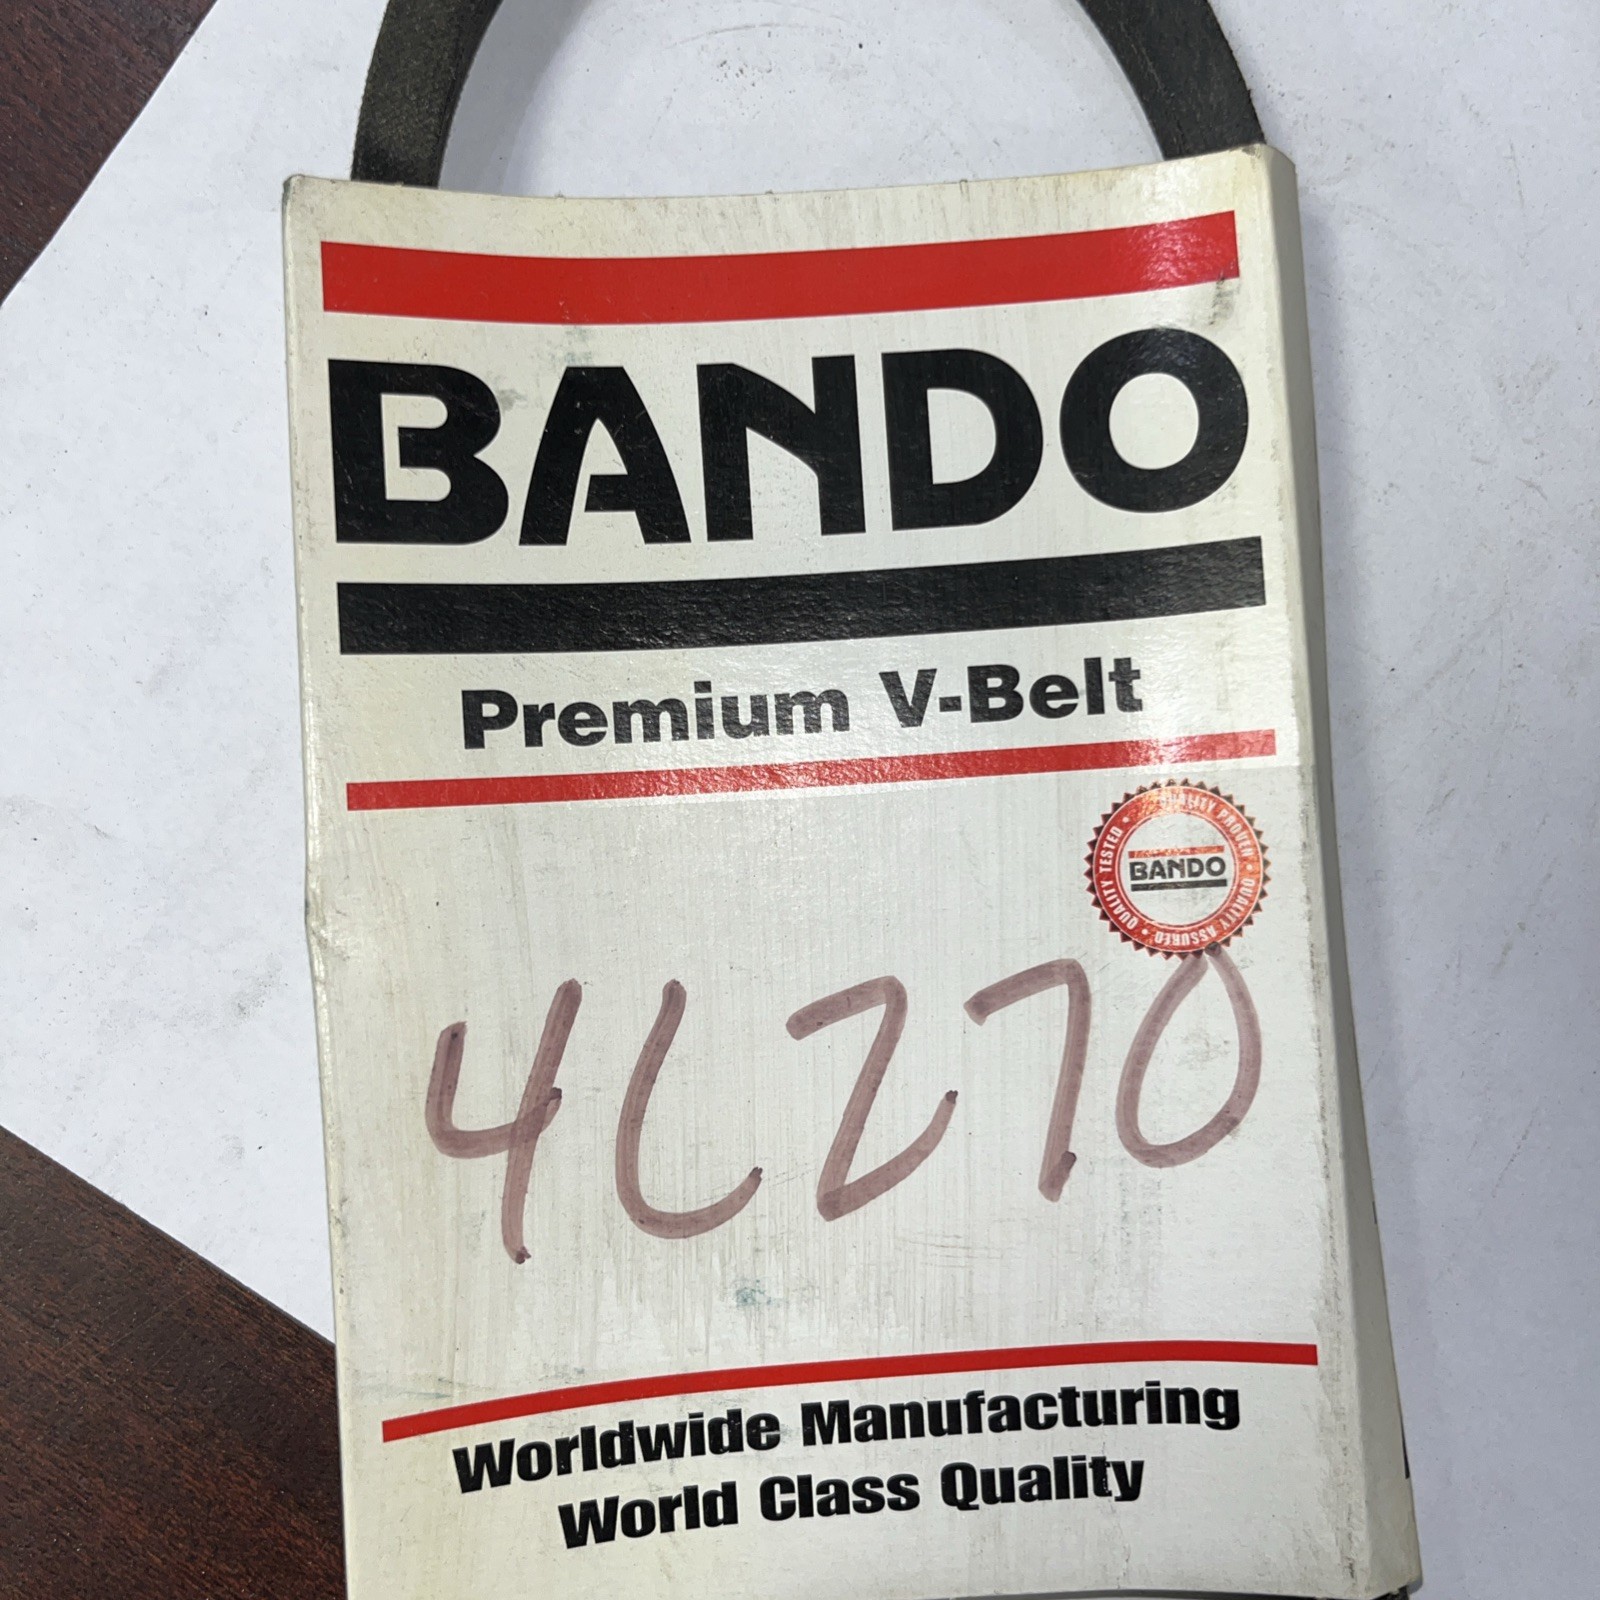 BANDO
Premium V-Belt
QUALITY TESTED • QUALITY PROVEN • QUALITY ASSURED •
BANDO
4L270
Worldwide Manufacturing
World Class Quality